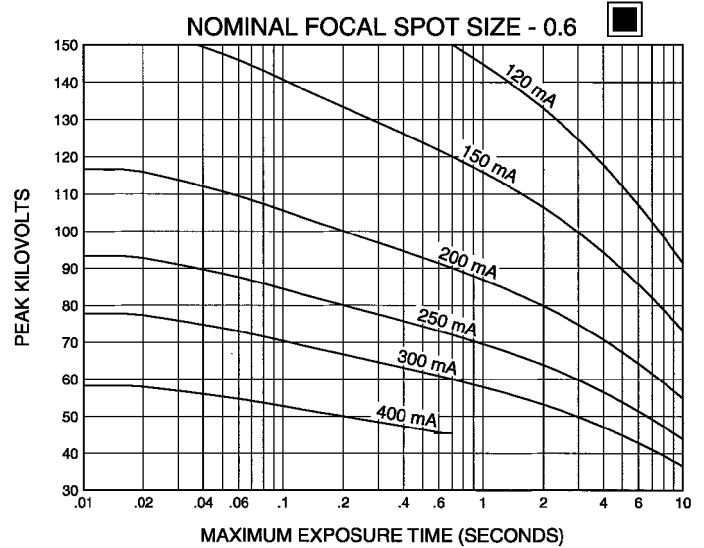 NOMINAL FOCAL SPOT SIZE - 0.6
PEAK KILOVOLTS
150
140
130
120
110
100
90
80
70
60
50
40
30
120 mA
150 mA
200 mA
250 mA
300 mA
400 mA
.01 .02 .04 .06 .1 .2 .4 .6 1 2 4 6 10
MAXIMUM EXPOSURE TIME (SECONDS)